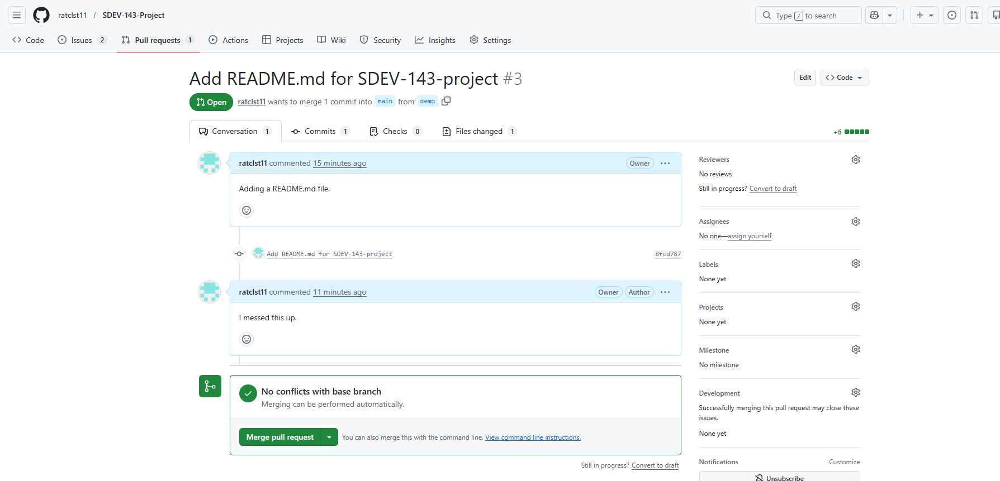 ratclst11 / SDEV-143-Project
Type / to search
Code Issues 2 Pull requests 1 Actions Projects Wiki Security Insights Settings
Add README.md for SDEV-143-project #3
Edit Code
Open ratclst11 wants to merge 1 commit into main from demo
Conversation 1 Commits 1 Checks 0 Files changed 1
+6
ratclst11 commented 15 minutes ago Owner
Adding a README.md file.
Add README.md for SDEV-143-project 8fcd787
ratclst11 commented 11 minutes ago Owner Author
I messed this up.
No conflicts with base branch
Merging can be performed automatically.
Merge pull request You can also merge this with the command line. View command line instructions.
Still in progress? Convert to draft
Reviewers
No reviews
Still in progress? Convert to draft
Assignees
No one—assign yourself
Labels
None yet
Projects
None yet
Milestone
No milestone
Development
Successfully merging this pull request may close these
issues.
None yet
Notifications Customize
Unsubscribe